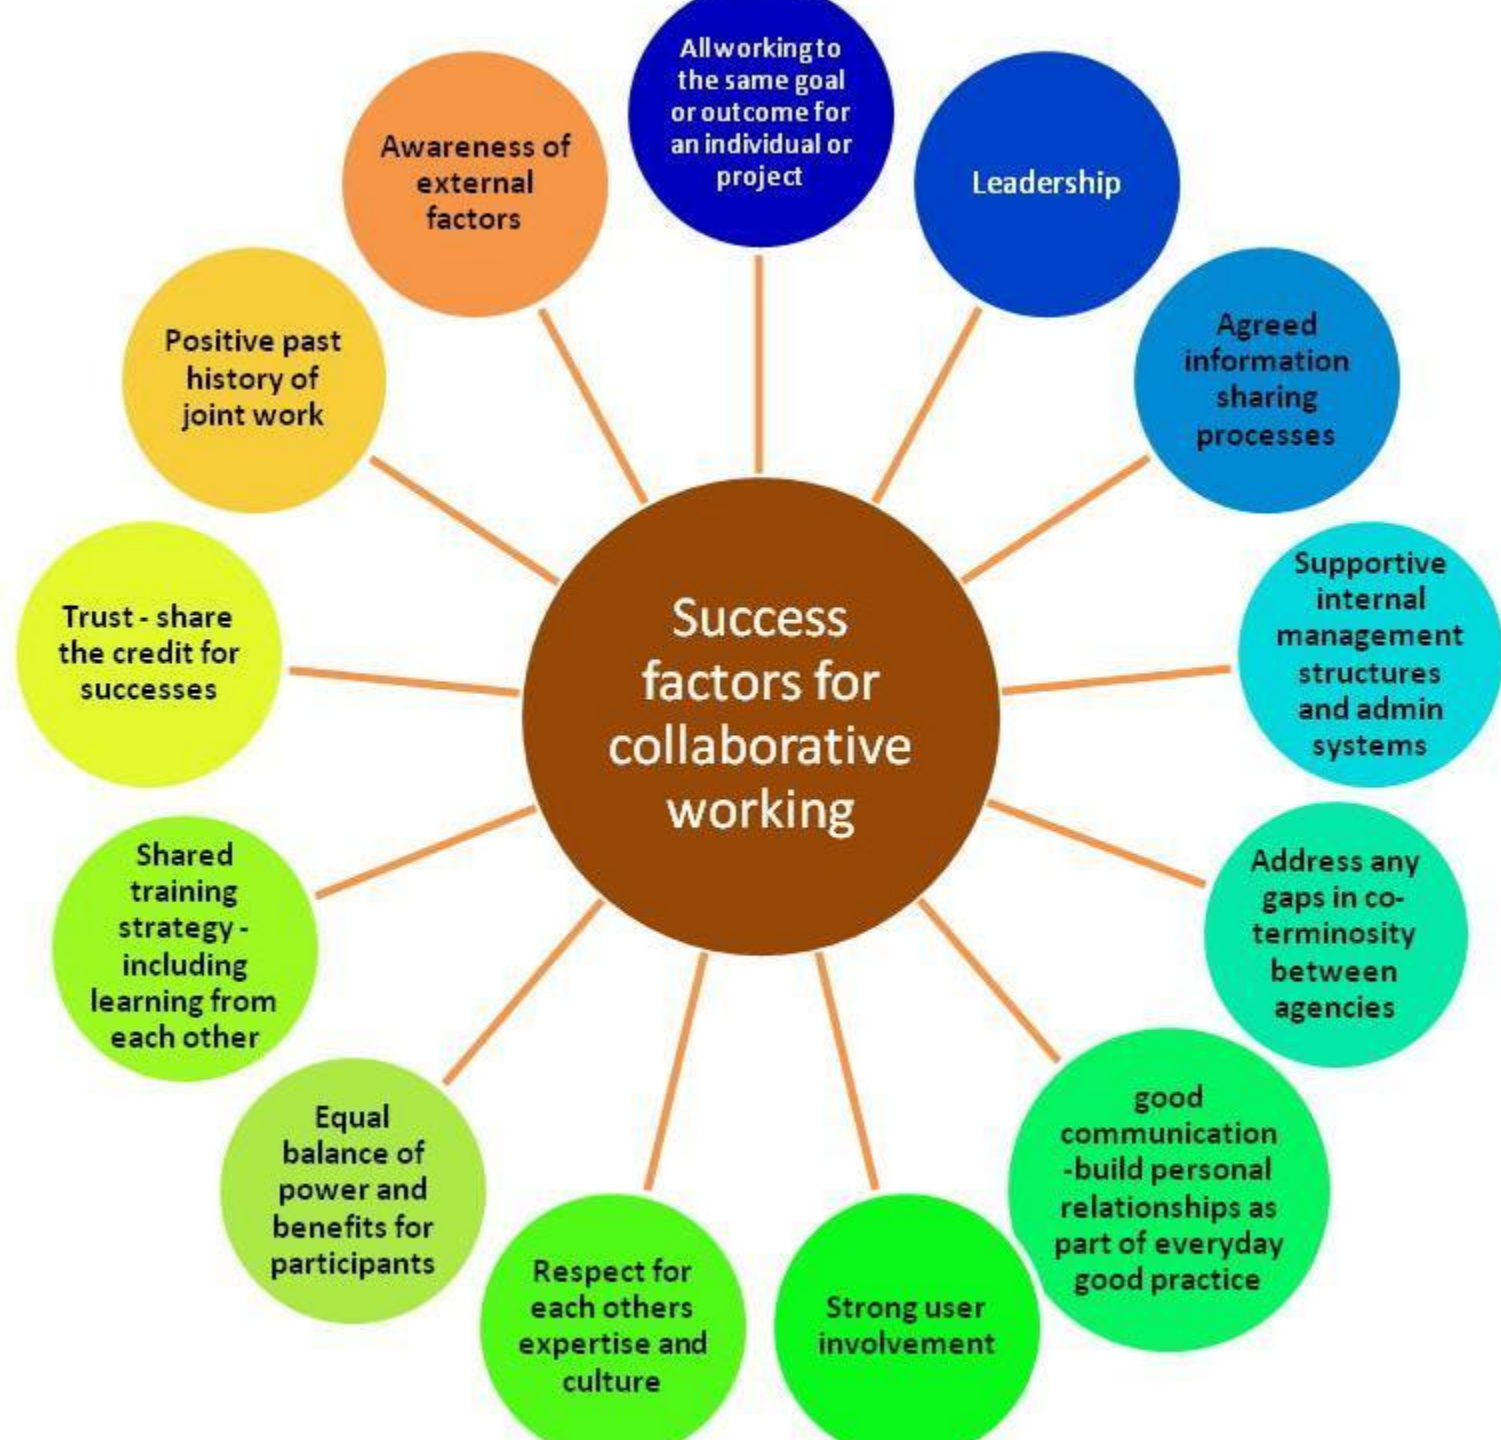 Success
factors for
collaborative
working
All working to
the same goal
or outcome for
an individual or
project
Leadership
Agreed
information
sharing
processes
Supportive
internal
management
structures
and admin
systems
Address any
gaps in co-
terminosity
between
agencies
good
communication
-build personal
relationships as
part of everyday
good practice
Strong user
involvement
Respect for
each others
expertise and
culture
Equal
balance of
power and
benefits for
participants
Shared
training
strategy -
including
learning from
each other
Trust - share
the credit for
successes
Positive past
history of
joint work
Awareness of
external
factors